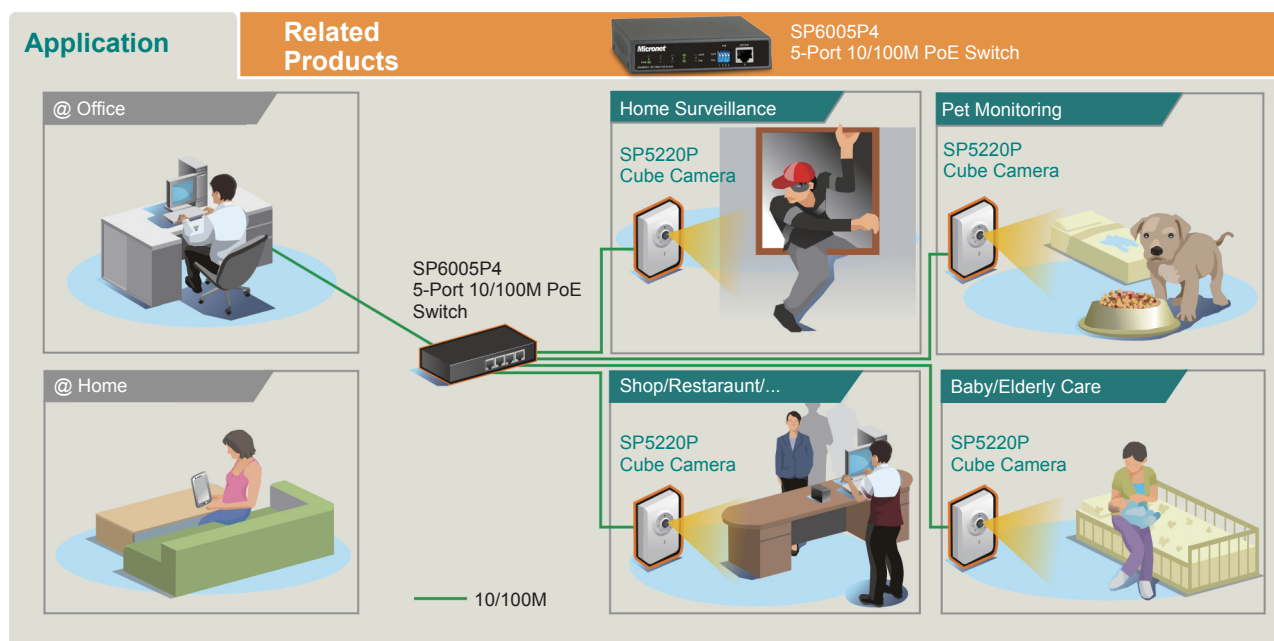 Application
Related
Products
Micronet
SP6005P4
5-Port 10/100M PoE Switch
@ Office
Home Surveillance
SP5220P
Cube Camera
Pet Monitoring
SP5220P
Cube Camera
SP6005P4
5-Port 10/100M PoE
Switch
@ Home
Shop/Restaraunt/...
SP5220P
Cube Camera
Baby/Elderly Care
SP5220P
Cube Camera
10/100M